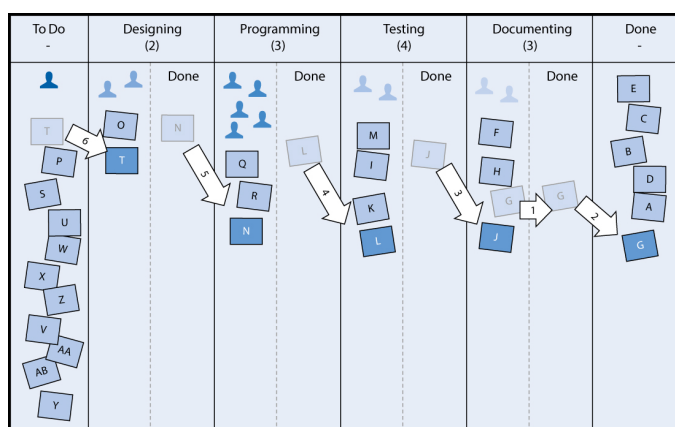 To Do
-
Designing
(2)
Programming
(3)
Testing
(4)
Documenting
(3)
Done
-
Done
Done
Done
Done
T
P
S
U
W
X
Z
V
AA
AB
Y
6
O
T
N
5
Q
R
N
L
4
M
I
K
L
J
3
F
H
G
J
1
G
2
E
C
B
D
A
G